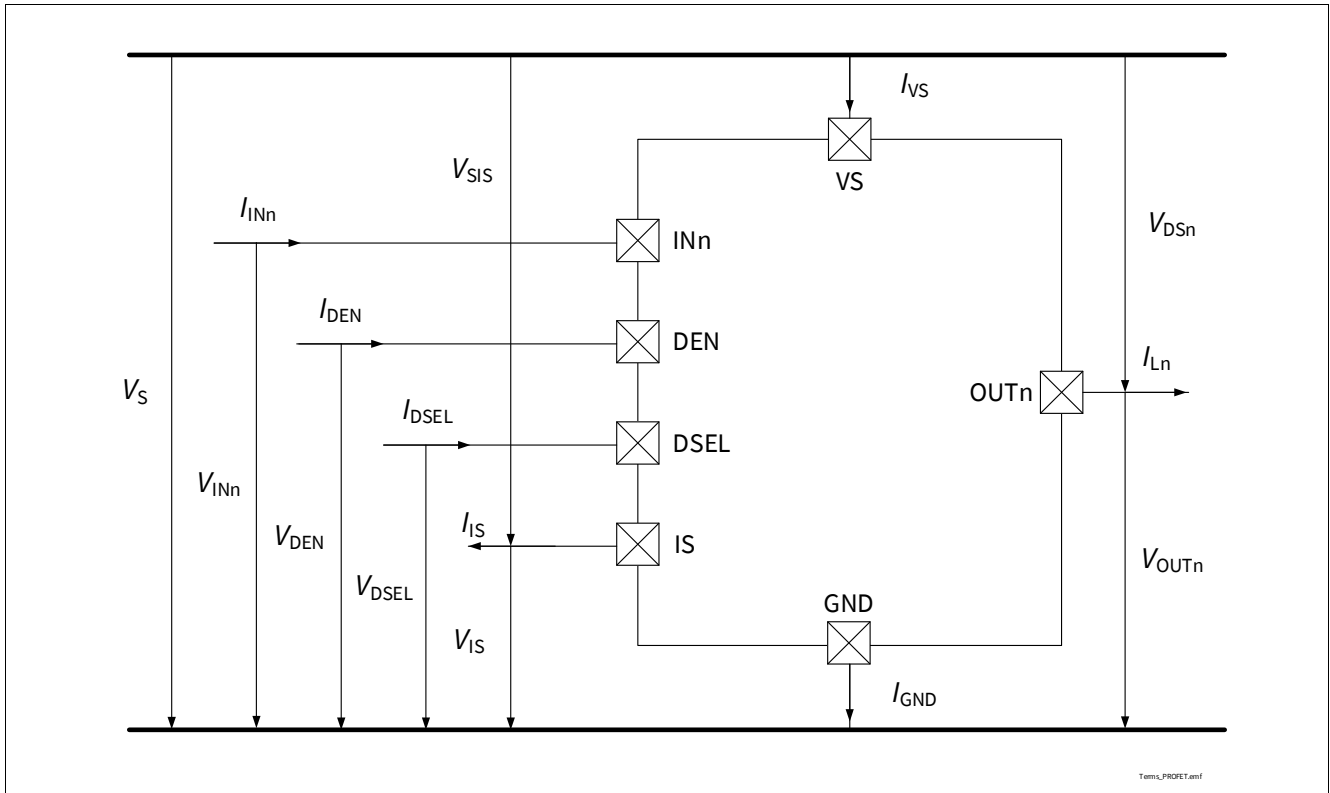 I_VS
VS
V_SIS
I_INn
INn
V_DSn
I_DEN
DEN
V_S
I_Ln
OUTn
I_DSEL
DSEL
V_INn
V_DEN
I_IS
IS
V_DSEL
V_OUTn
GND
V_IS
I_GND
Terms_PROFET.emf